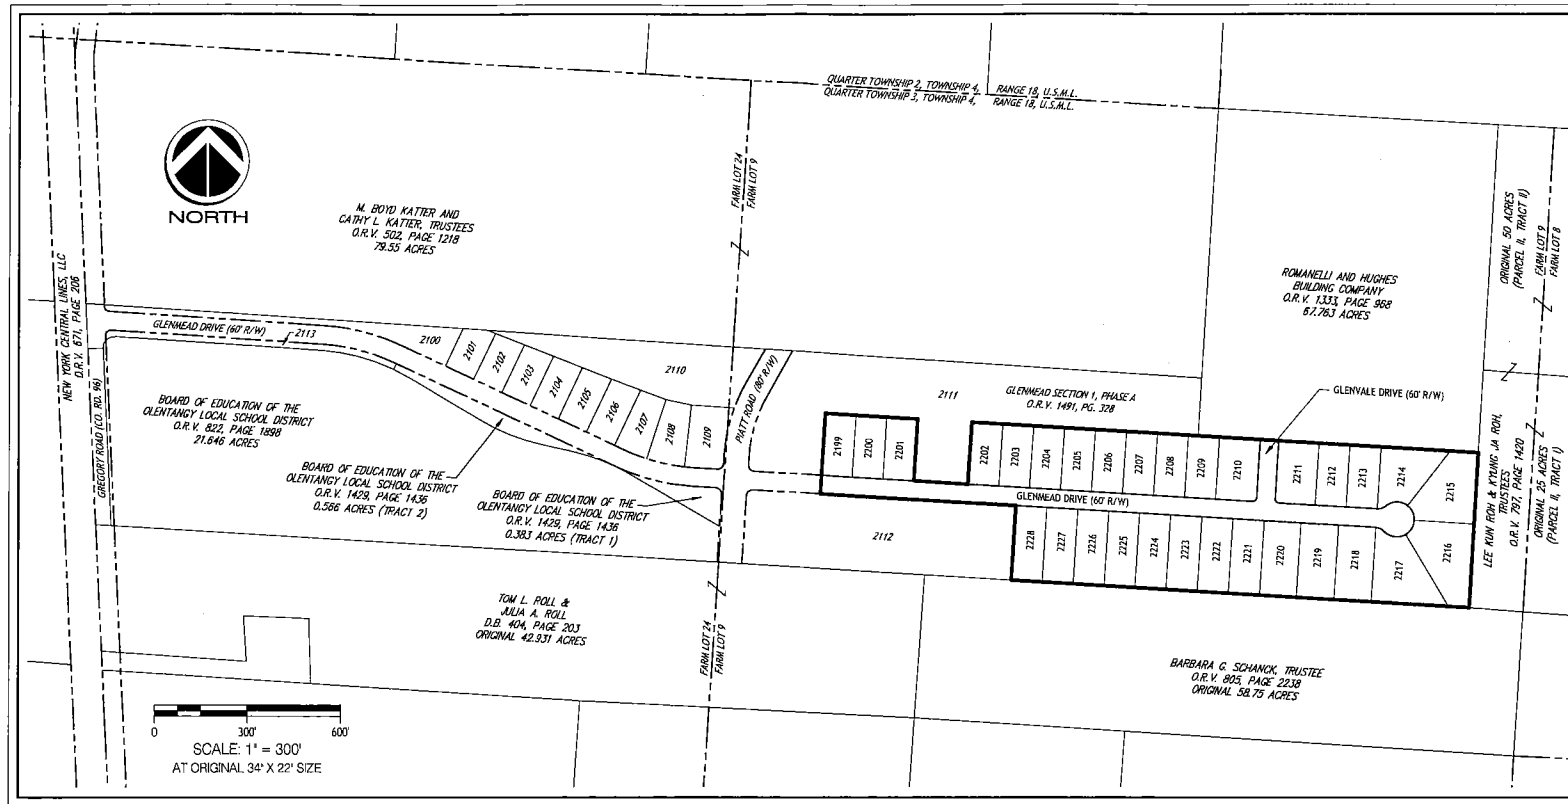 QUARTER TOWNSHIP 2, TOWNSHIP 4, RANGE 18, U.S.M.L.
QUARTER TOWNSHIP 3, TOWNSHIP 4, RANGE 18, U.S.M.L.
NORTH
M. BOYD KATTER AND
CATHY L. KATTER, TRUSTEES
O.R.V. 502, PAGE 1218
79.55 ACRES
FARM LOT 24
FARM LOT 9
NEW YORK CENTRAL LINES, LLC
O.R.V. 671, PAGE 206
GREGORY ROAD (CO. RD. 96)
ROMANELLI AND HUGHES
BUILDING COMPANY
O.R.V. 1333, PAGE 968
67.763 ACRES
ORIGINAL 50 ACRES
(PARCEL II, TRACT II)
FARM LOT 9
FARM LOT 8
GLENMEAD DRIVE (60' R/W)
2113
2100
2101
2102
2103
2104
2105
2106
2107
2108
2109
2110
PIATT ROAD (80' R/W)
2111
GLENMEAD SECTION 1, PHASE A
O.R.V. 1491, PG. 328
GLENVALE DRIVE (60' R/W)
BOARD OF EDUCATION OF THE
OLENTANGY LOCAL SCHOOL DISTRICT
O.R.V. 822, PAGE 1898
21.646 ACRES
BOARD OF EDUCATION OF THE
OLENTANGY LOCAL SCHOOL DISTRICT
O.R.V. 1429, PAGE 1436
0.566 ACRES (TRACT 2)
BOARD OF EDUCATION OF THE
OLENTANGY LOCAL SCHOOL DISTRICT
O.R.V. 1429, PAGE 1436
0.383 ACRES (TRACT 1)
2199
2200
2201
2202
2203
2204
2205
2206
2207
2208
2209
2210
2211
2212
2213
2214
2215
GLENMEAD DRIVE (60' R/W)
2112
2228
2227
2226
2225
2224
2223
2222
2221
2220
2219
2218
2217
2216
LEE KUN ROH & KYUNG JA ROH,
TRUSTEES
O.R.V. 797, PAGE 1420
ORIGINAL 25 ACRES
(PARCEL II, TRACT I)
TOM L. ROLL &
JULIA A. ROLL
D.B. 404, PAGE 203
ORIGINAL 42.931 ACRES
FARM LOT 24
FARM LOT 9
BARBARA G. SCHANCK, TRUSTEE
O.R.V. 805, PAGE 2238
ORIGINAL 58.75 ACRES
0 300' 600'
SCALE: 1" = 300'
AT ORIGINAL 34" X 22" SIZE